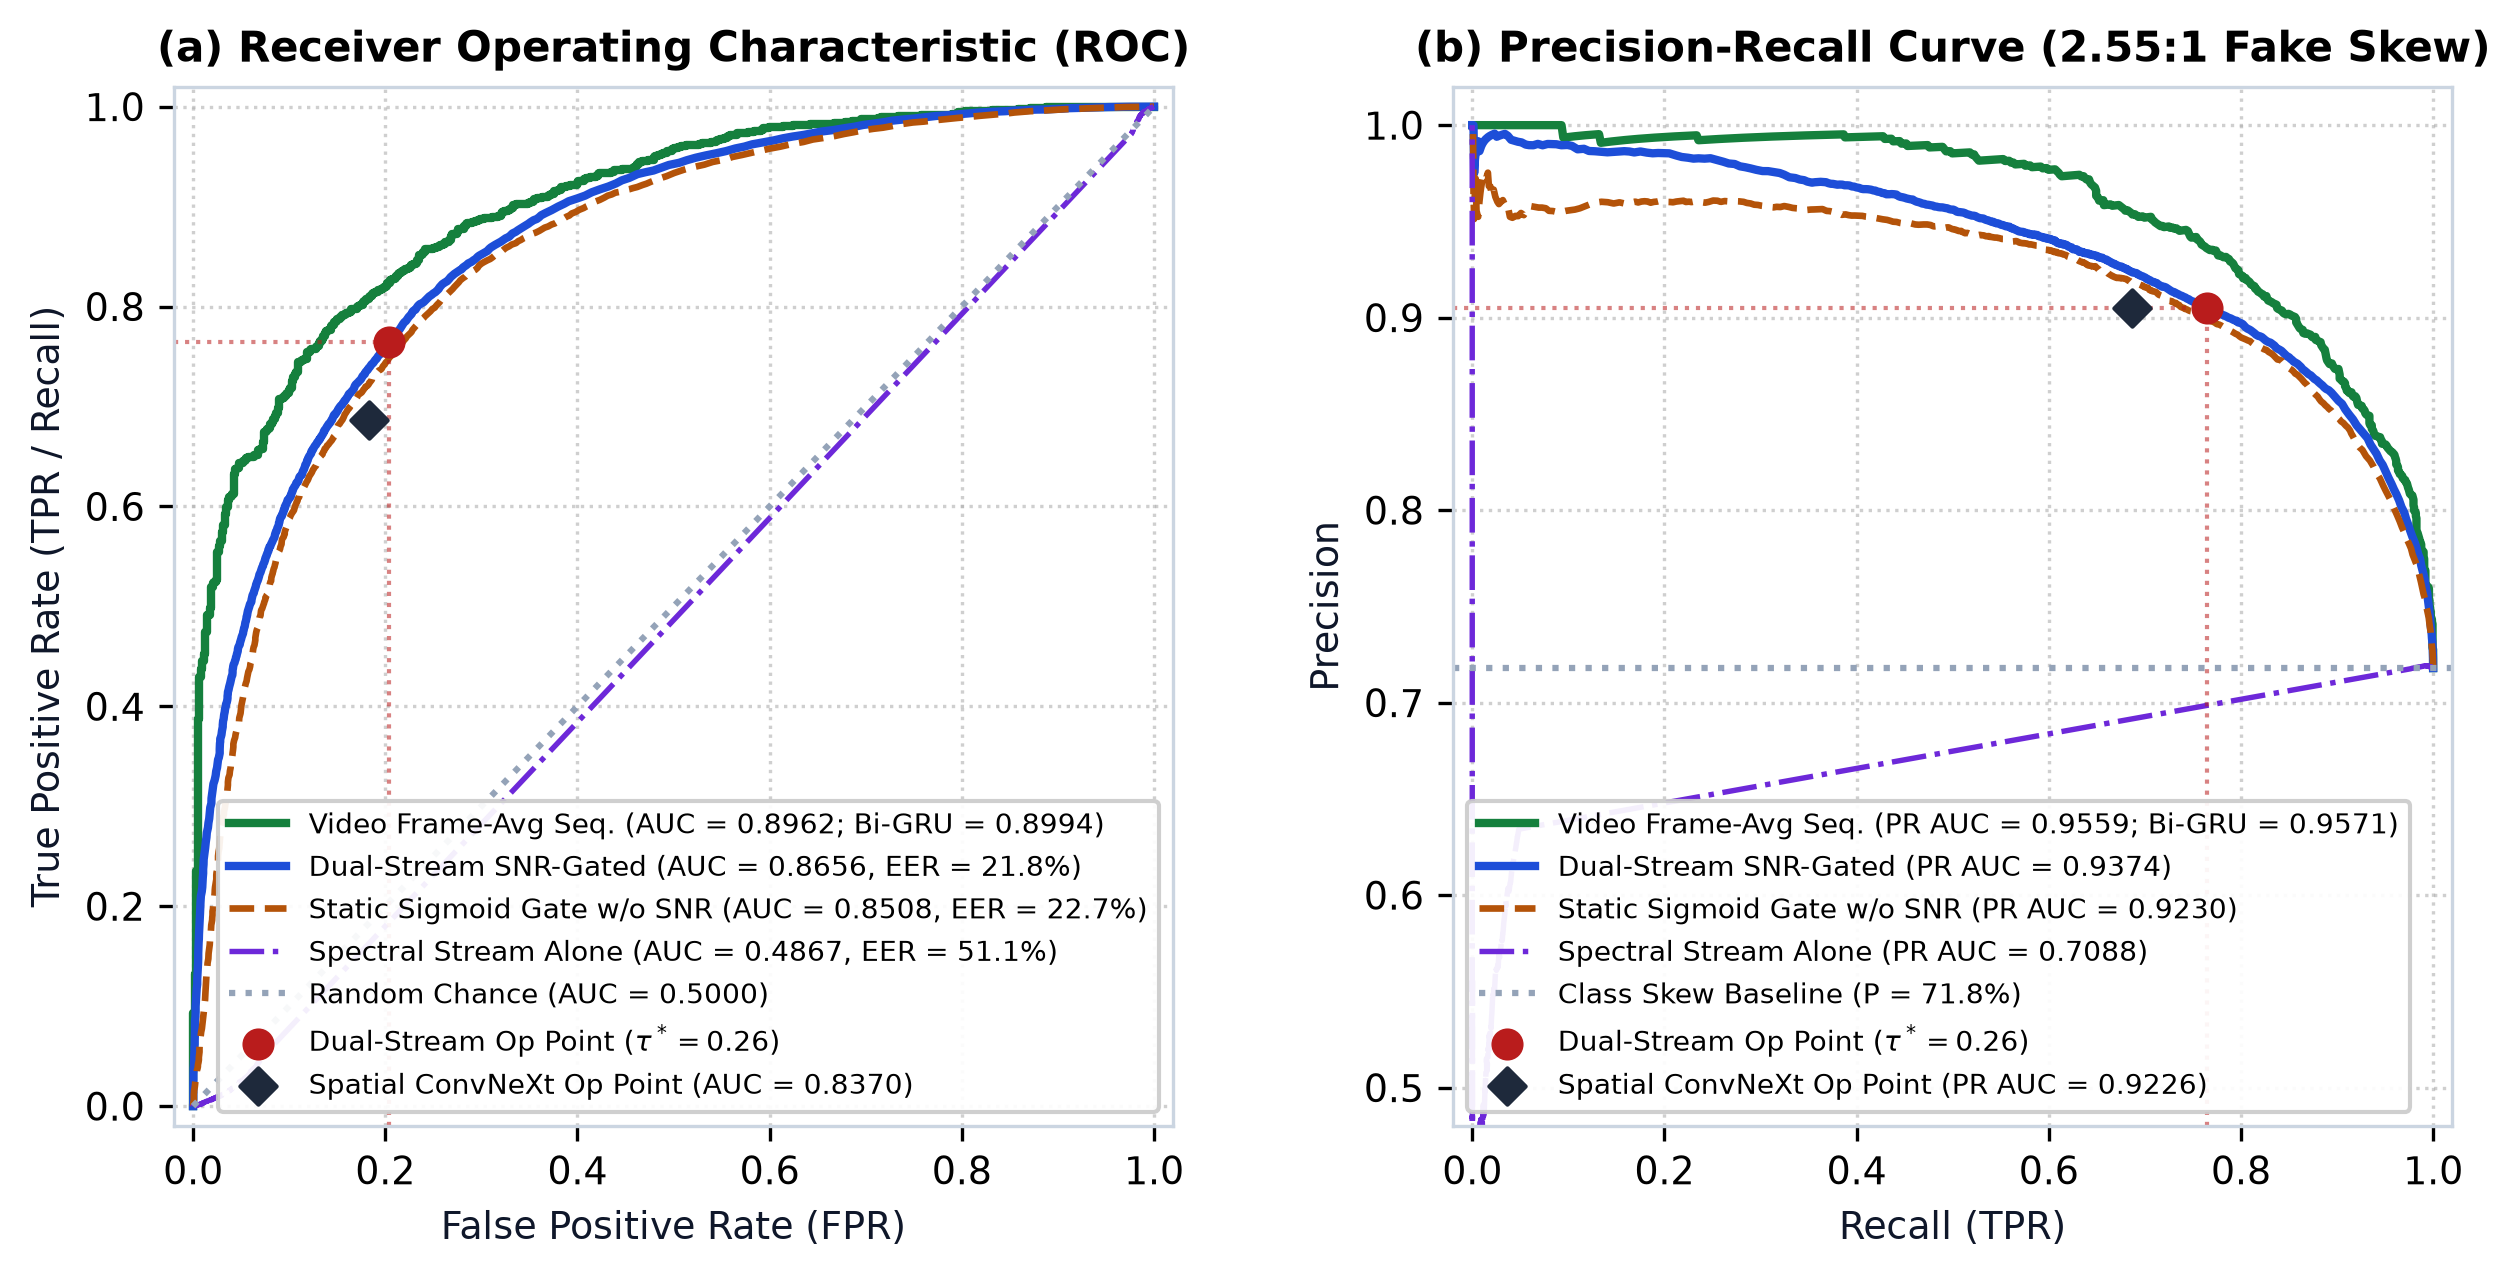 (a) Receiver Operating Characteristic (ROC)
True Positive Rate (TPR / Recall)
1.0
0.8
0.6
0.4
0.2
0.0
Video Frame-Avg Seq. (AUC = 0.8962; Bi-GRU = 0.8994)
Dual-Stream SNR-Gated (AUC = 0.8656, EER = 21.8%)
Static Sigmoid Gate w/o SNR (AUC = 0.8508, EER = 22.7%)
Spectral Stream Alone (AUC = 0.4867, EER = 51.1%)
Random Chance (AUC = 0.5000)
Dual-Stream Op Point (τ* = 0.26)
Spatial ConvNeXt Op Point (AUC = 0.8370)
0.0 0.2 0.4 0.6 0.8 1.0
False Positive Rate (FPR)
(b) Precision-Recall Curve (2.55:1 Fake Skew)
Precision
1.0
0.9
0.8
0.7
0.6
0.5
Video Frame-Avg Seq. (PR AUC = 0.9559; Bi-GRU = 0.9571)
Dual-Stream SNR-Gated (PR AUC = 0.9374)
Static Sigmoid Gate w/o SNR (PR AUC = 0.9230)
Spectral Stream Alone (PR AUC = 0.7088)
Class Skew Baseline (P = 71.8%)
Dual-Stream Op Point (τ* = 0.26)
Spatial ConvNeXt Op Point (PR AUC = 0.9226)
0.0 0.2 0.4 0.6 0.8 1.0
Recall (TPR)